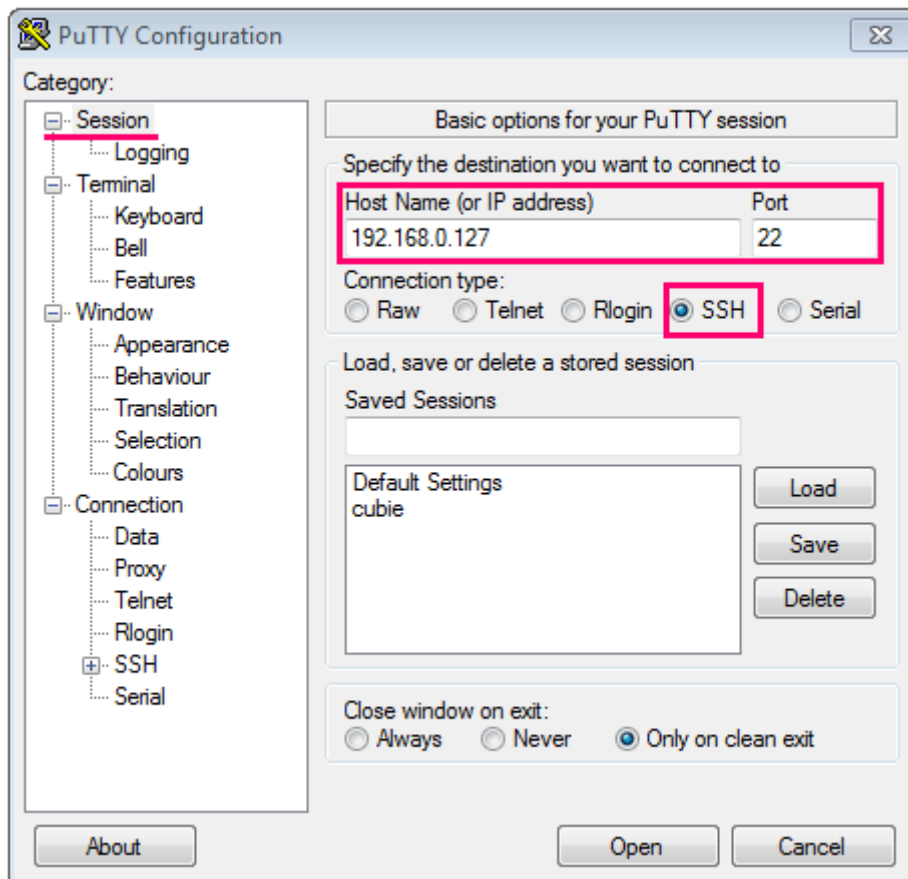 PuTTY Configuration
Category:
Session
Logging
Terminal
Keyboard
Bell
Features
Window
Appearance
Behaviour
Translation
Selection
Colours
Connection
Data
Proxy
Telnet
Rlogin
SSH
Serial
Basic options for your PuTTY session
Specify the destination you want to connect to
Host Name (or IP address) Port
192.168.0.127 22
Connection type:
Raw Telnet Rlogin SSH Serial
Load, save or delete a stored session
Saved Sessions
Default Settings
cubie
Load
Save
Delete
Close window on exit:
Always Never Only on clean exit
About Open Cancel